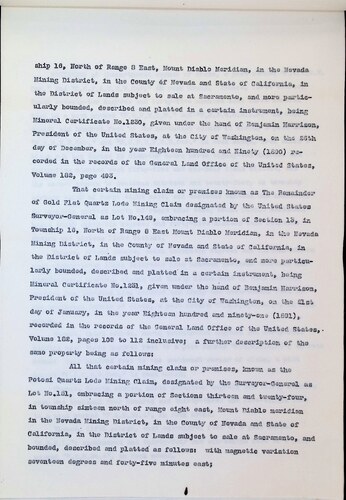 ship 16, North of Range 8 East, Mount Diablo Meridian, in the Nevada
Mining District, in the County of Nevada and State of California, in
the District of Lands subject to sale at Sacramento, and more partic-
ularly bounded, described and platted in a certain instrument, being
Mineral Certificate No. given under the hand of Benjamin Harrison,
President of the United States, at the City of Washington, on the
day of December, in the year Eighteen hundred and Ninety (1890) re-
corded in the records of the General Land Office of the United States,
Volume page
That certain mining claim or premises known as The Remainder
of Gold Flat Quartz Lode Mining Claim designated by the United States
Surveyor-General as Lot No. embracing a portion of Section 13, in
Township 16, North of Range 8 East Mount Diablo Meridian, in the Nevada
Mining District, in the County of Nevada and State of California, in
the District of Lands subject to sale at Sacramento, and more particu-
larly bounded, described and platted in a certain instrument, being
Mineral Certificate No. given under the hand of Benjamin Harrison,
President of the United States, at the City of Washington, on the 21st
day of January, in the year Eighteen hundred and ninety-one (1891),
recorded in the records of the General Land Office of the United States,
Volume pages to 112 inclusive; a further description of the
same property being as follows:
All that certain mining claim or premises, known as the
Potosi Quartz Lode Mining Claim, designated by the Surveyor-General as
Lot No. embracing a portion of Sections thirteen and twenty-four,
in township sixteen north of range eight east, Mount Diablo meridian
in the Nevada Mining District, in the County of Nevada and State of
California, in the District of Lands subject to sale at Sacramento, and
bounded, described and platted as follows: with magnetic variation
seventeen degrees and forty-five minutes east;